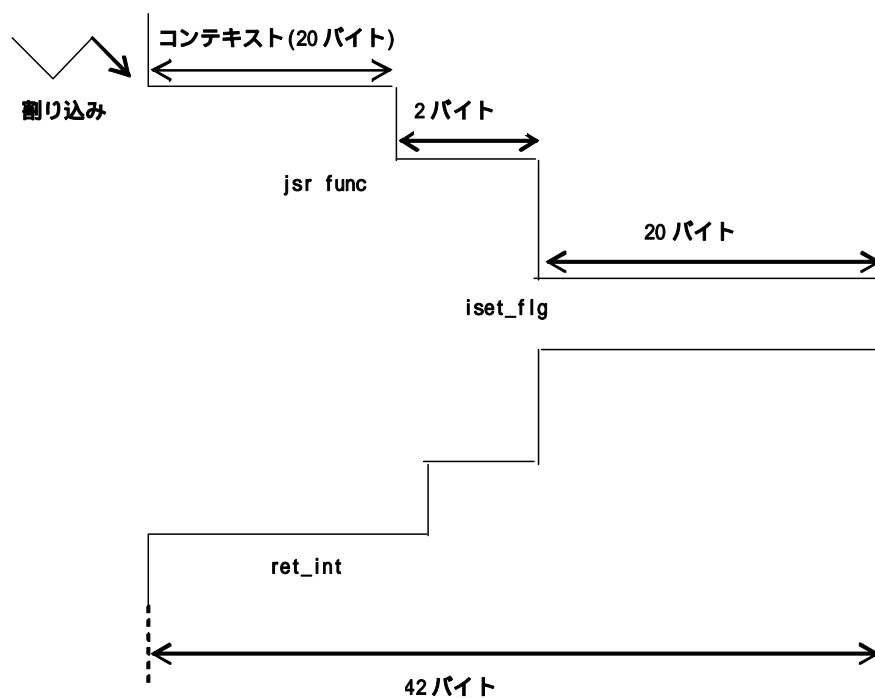 コンテキスト(20バイト)
割り込み
2バイト
jsr func
20バイト
iset_flg
ret_int
42バイト